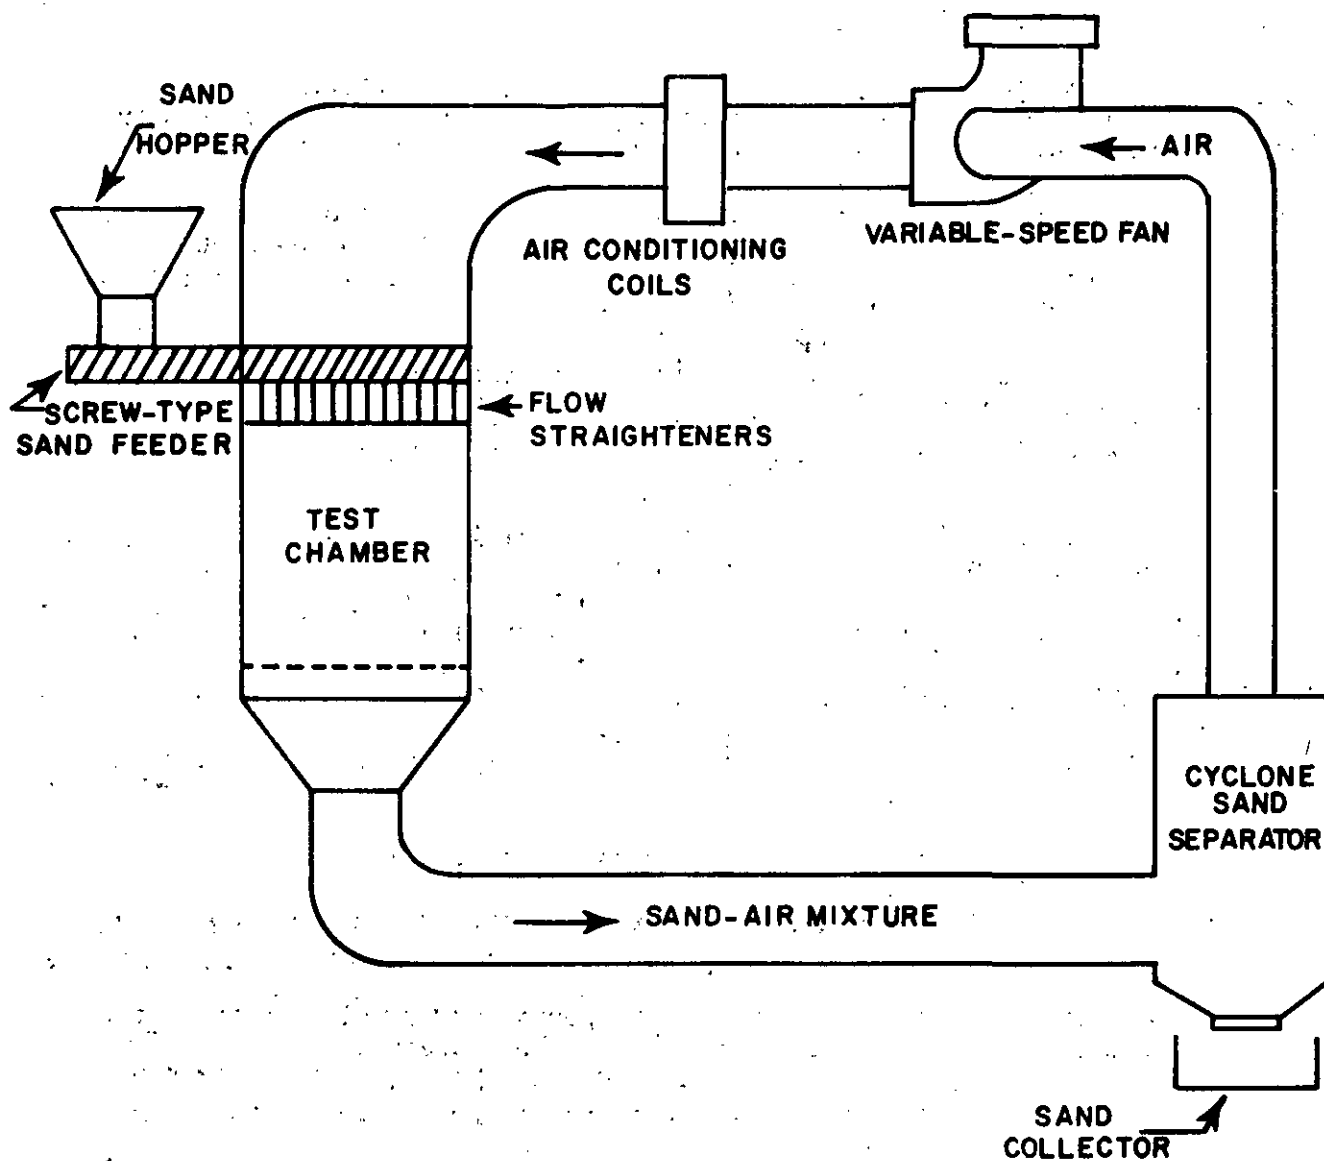 SAND
HOPPER
AIR
VARIABLE-SPEED FAN
AIR CONDITIONING
COILS
SCREW-TYPE
SAND FEEDER
FLOW
STRAIGHTENERS
TEST
CHAMBER
CYCLONE
SAND
SEPARATOR
SAND-AIR MIXTURE
SAND
COLLECTOR